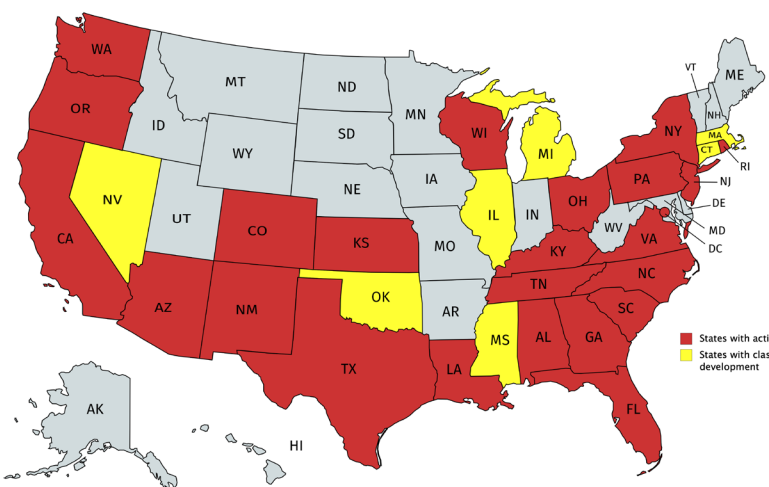 WA
MT
ND
MN
VT
ME
OR
ID
SD
WI
NH
NY
MA
CT
MI
RI
WY
IA
PA
NJ
NV
NE
OH
DE
UT
IL
IN
WV
MD
CA
CO
KS
MO
KY
VA
DC
NC
TN
OK
AZ
NM
AR
SC
MS
AL
GA
States with
TX
LA
States with
development
AK
FL
HI